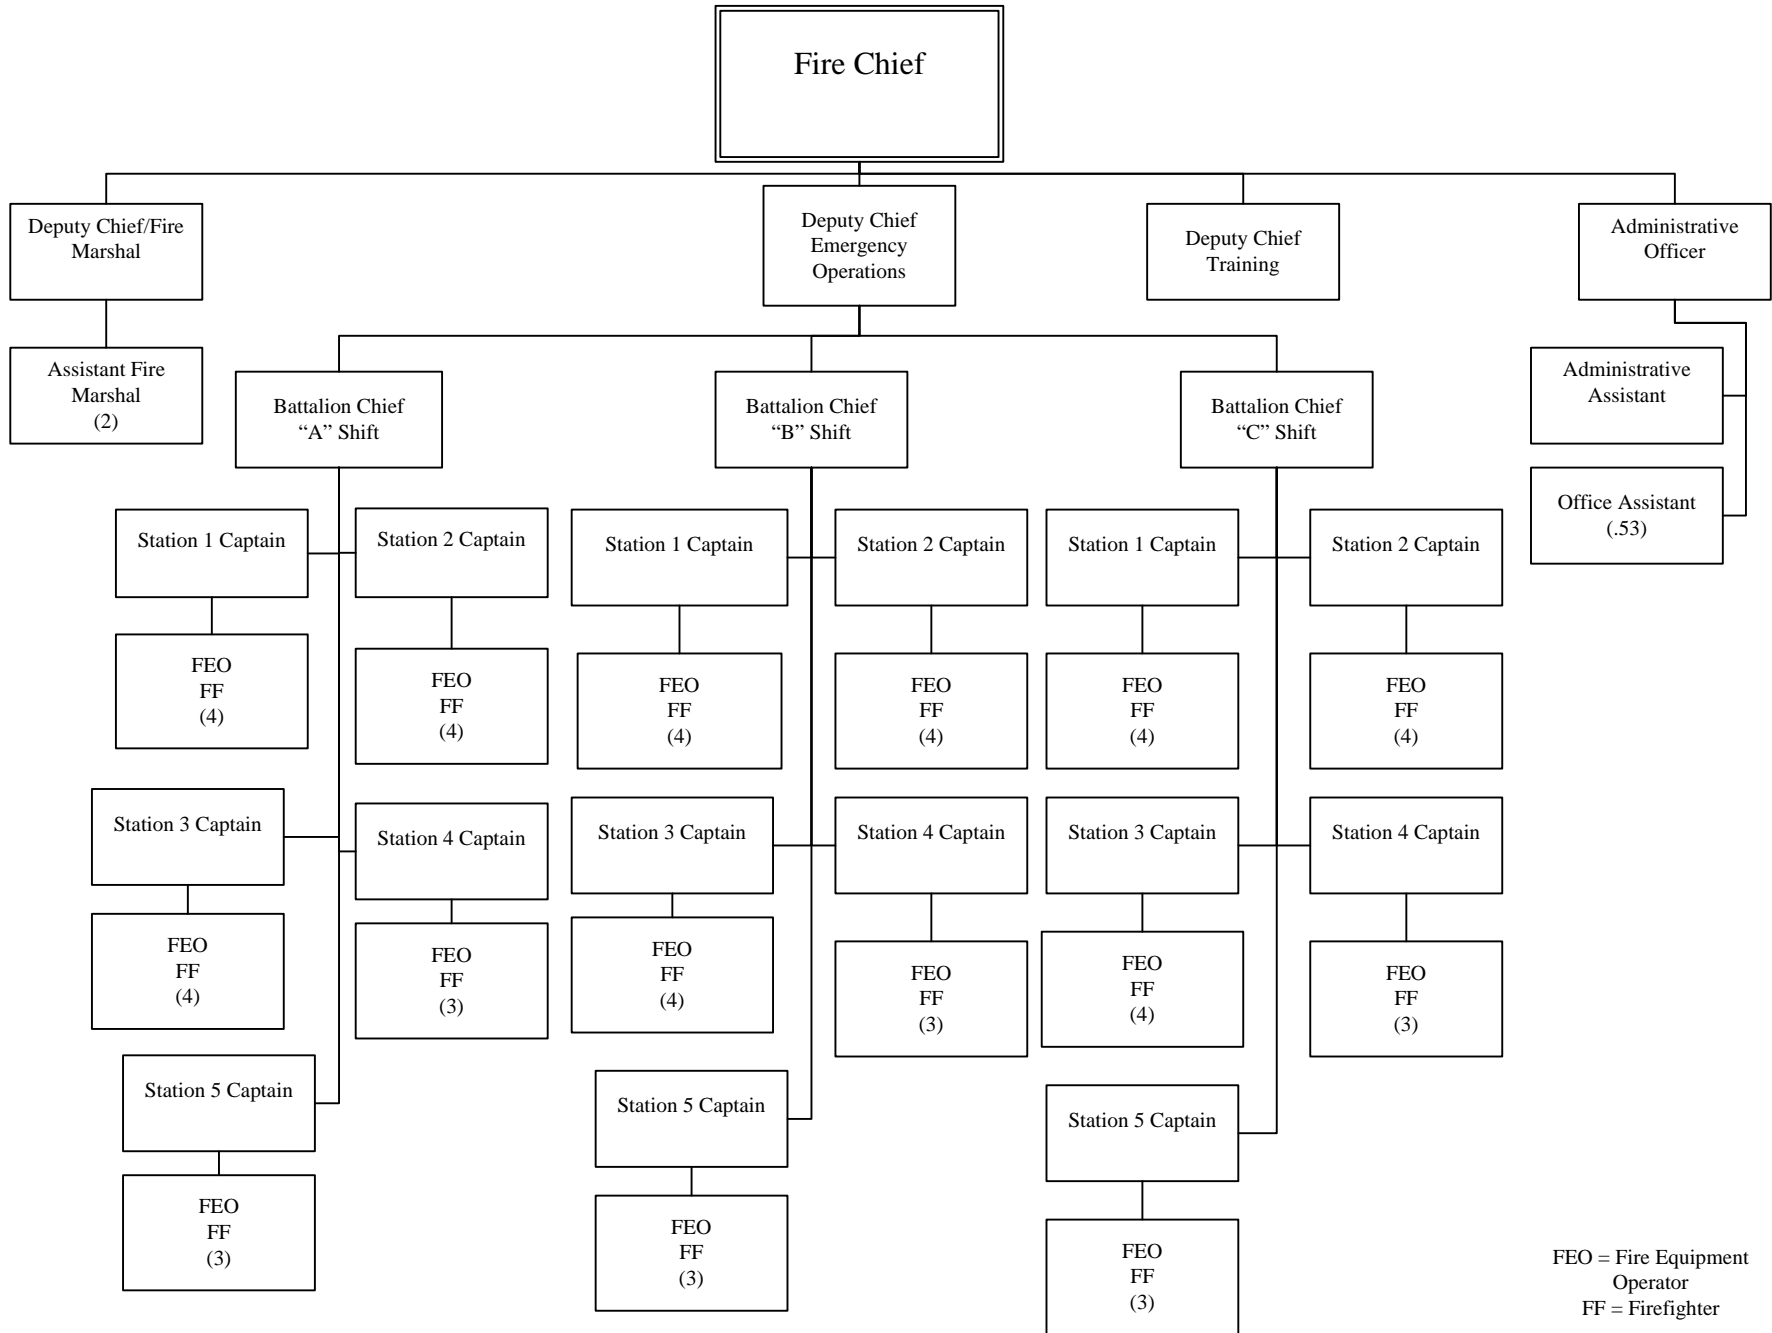 Fire Chief
Deputy Chief/Fire
Marshal
Deputy Chief
Emergency
Operations
Deputy Chief
Training
Administrative
Officer
Assistant Fire
Marshal
(2)
Battalion Chief
“A” Shift
Battalion Chief
“B” Shift
Battalion Chief
“C” Shift
Administrative
Assistant
Office Assistant
(.53)
Station 1 Captain
Station 2 Captain
Station 1 Captain
Station 2 Captain
Station 1 Captain
Station 2 Captain
FEO
FF
(4)
FEO
FF
(4)
FEO
FF
(4)
FEO
FF
(4)
FEO
FF
(4)
FEO
FF
(4)
Station 3 Captain
Station 4 Captain
Station 3 Captain
Station 4 Captain
Station 3 Captain
Station 4 Captain
FEO
FF
(4)
FEO
FF
(3)
FEO
FF
(4)
FEO
FF
(3)
FEO
FF
(4)
FEO
FF
(3)
Station 5 Captain
Station 5 Captain
Station 5 Captain
FEO
FF
(3)
FEO
FF
(3)
FEO
FF
(3)
FEO = Fire Equipment
Operator
FF = Firefighter